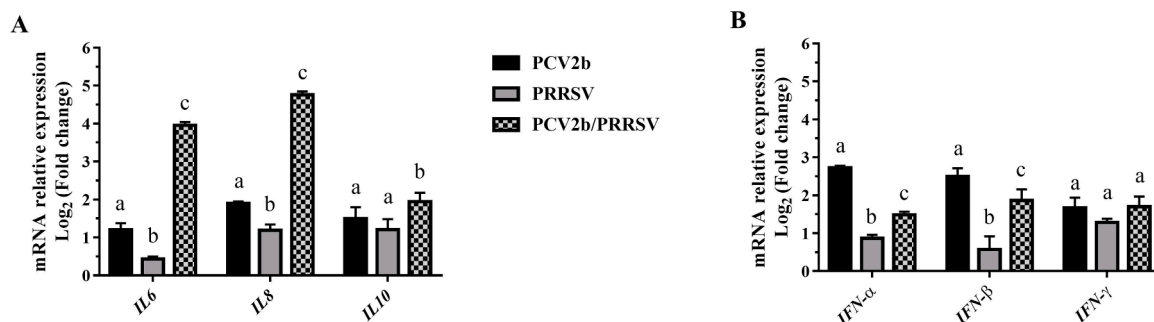 A
mRNA relative expression
Log₂ (Fold change)
6
5
4
3
2
1
0
a
b
c
a
b
c
a
a
b
IL6
IL8
IL10
PCV2b
PRRSV
PCV2b/PRRSV
B
mRNA relative expression
Log₂ (Fold change)
6
5
4
3
2
1
0
a
b
c
a
b
c
a
a
a
IFN-α
IFN-β
IFN-γ